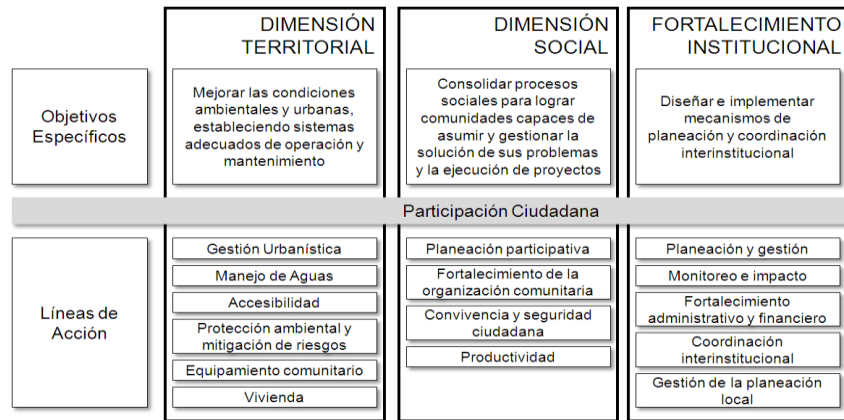 DIMENSIÓN
TERRITORIAL
DIMENSIÓN
SOCIAL
FORTALECIMIENTO
INSTITUCIONAL
Objetivos
Específicos
Mejorar las condiciones
ambientales y urbanas,
estableciendo sistemas
adecuados de operación y
mantenimiento
Consolidar procesos
sociales para lograr
comunidades capaces de
asumir y gestionar la
solución de sus problemas
y la ejecución de proyectos
Diseñar e implementar
mecanismos de
planeación y coordinación
interinstitucional
Participación Ciudadana
Líneas de
Acción
Gestión Urbanística
Manejo de Aguas
Accesibilidad
Protección ambiental y
mitigación de riesgos
Equipamiento comunitario
Vivienda
Planeación participativa
Fortalecimiento de la
organización comunitaria
Convivencia y seguridad
ciudadana
Productividad
Planeación y gestión
Monitoreo e impacto
Fortalecimiento
administrativo y financiero
Coordinación
interinstitucional
Gestión de la planeación
local